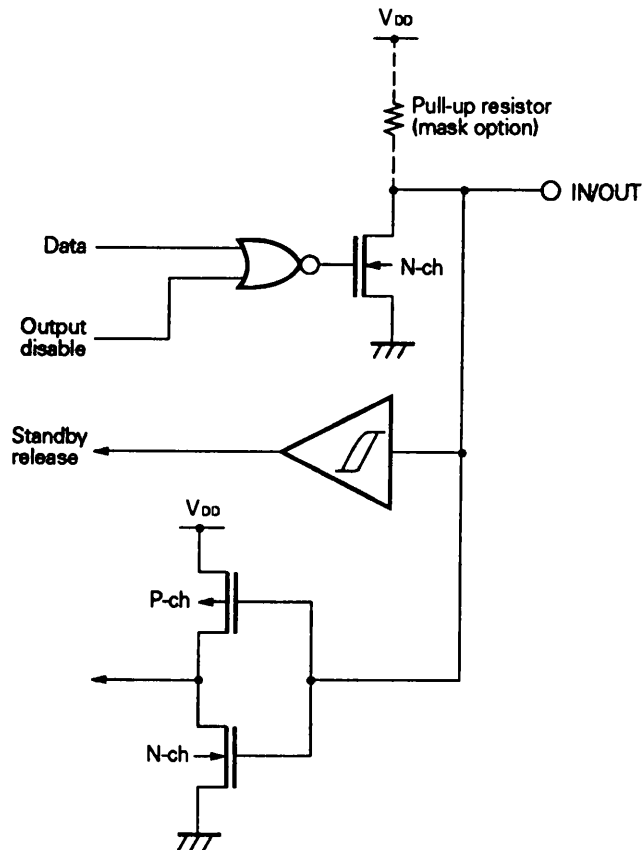 VDD
Pull-up resistor
(mask option)
IN/OUT
Data
N-ch
Output
disable
Standby
release
VDD
P-ch
N-ch